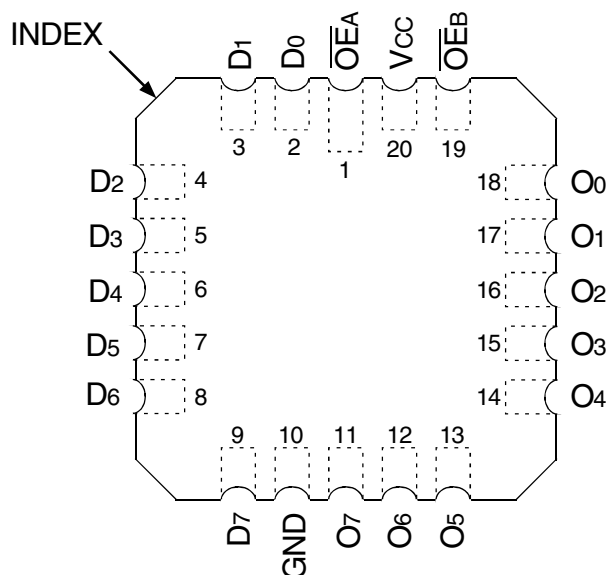 INDEX
D1 D0 OEA VCC OEB
3 2 1 20 19
D2 4 18 O0
D3 5 17 O1
D4 6 16 O2
D5 7 15 O3
D6 8 14 O4
9 10 11 12 13
D7 GND O7 O6 O5